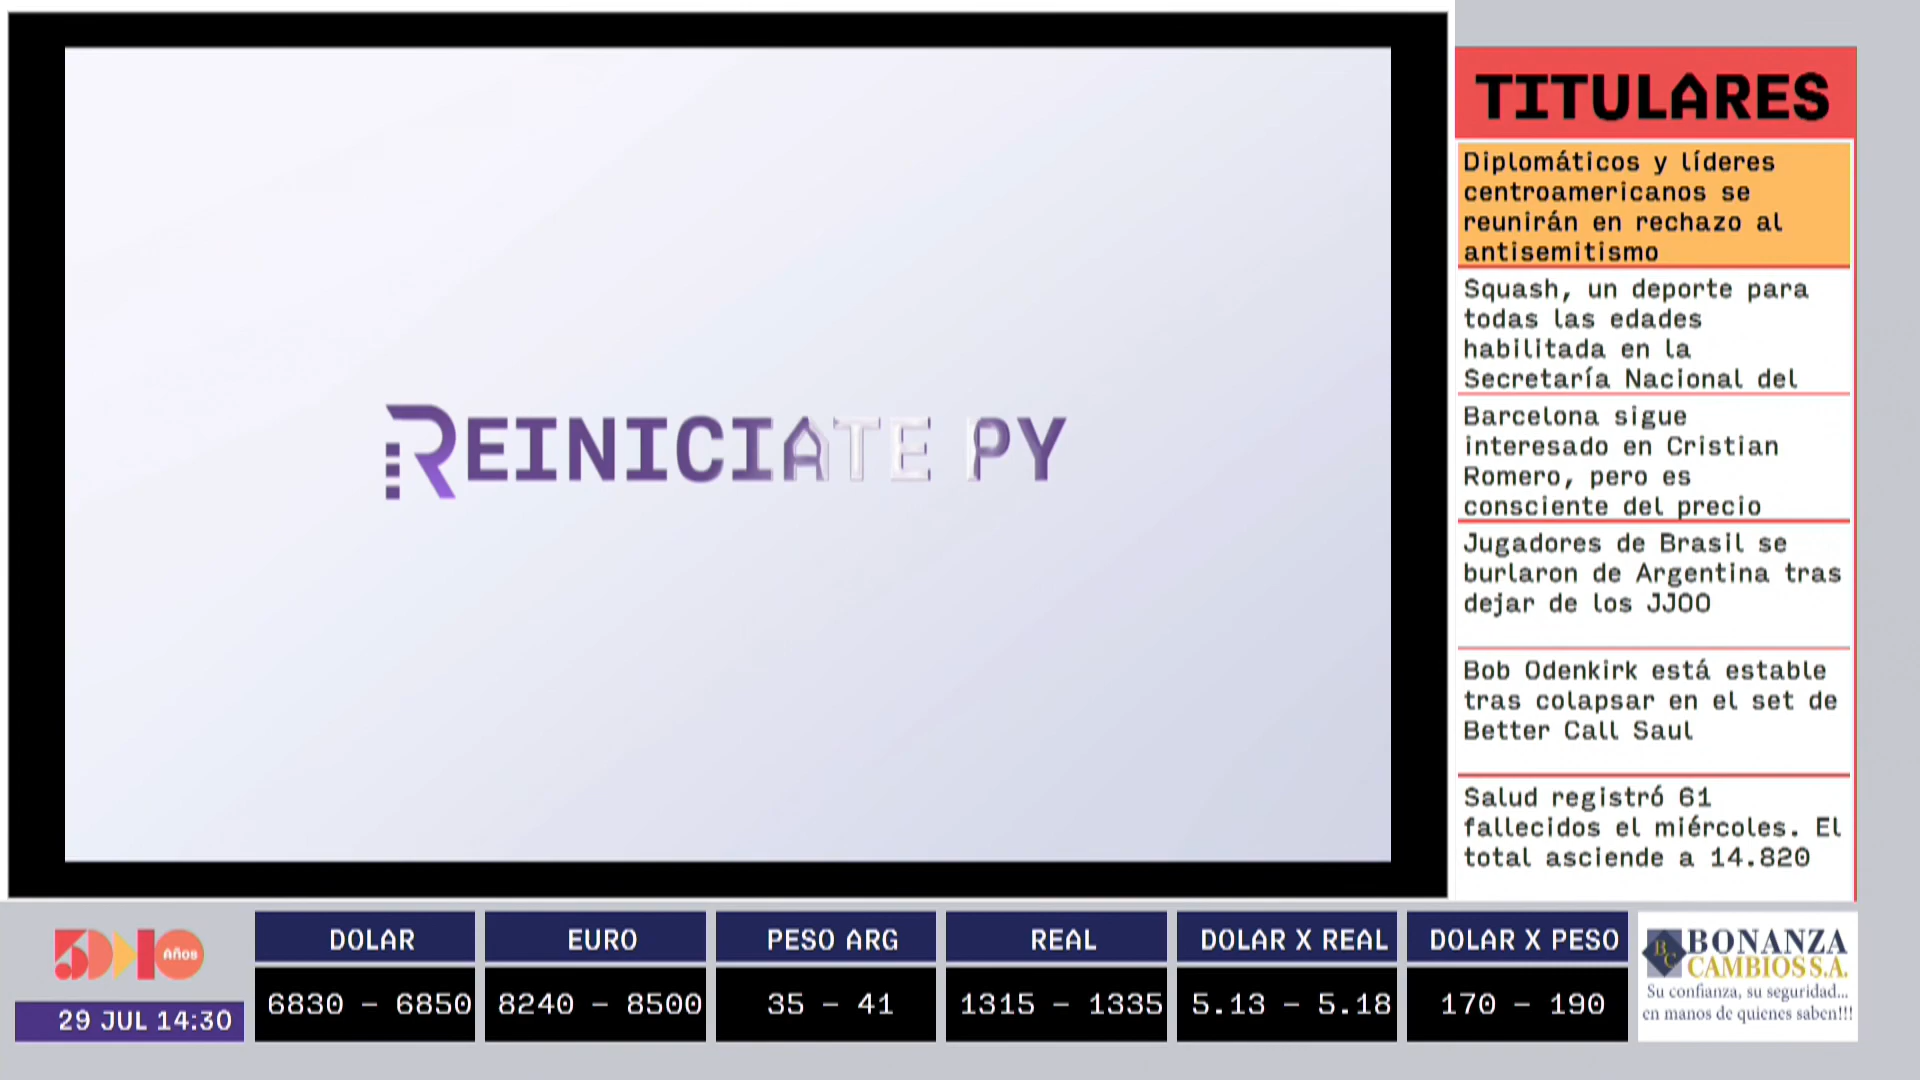 REINICIATE PY
TITULARES
Diplomáticos y líderes
centroamericanos se
reunirán en rechazo al
antisemitismo
Squash, un deporte para
todas las edades
habilitada en la
Secretaría Nacional del
Barcelona sigue
interesado en Cristian
Romero, pero es
consciente del precio
Jugadores de Brasil se
burlaron de Argentina tras
dejar de los JJOO
Bob Odenkirk está estable
tras colapsar en el set de
Better Call Saul
Salud registró 61
fallecidos el miércoles. El
total asciende a 14.820
Años
29 JUL 14:30
DOLAR
6830 - 6850
EURO
8240 - 8500
PESO ARG
35 - 41
REAL
1315 - 1335
DOLAR X REAL
5.13 - 5.18
DOLAR X PESO
170 - 190
BC
BONANZA
CAMBIOS S.A.
Su confianza, su seguridad...
en manos de quienes saben!!!